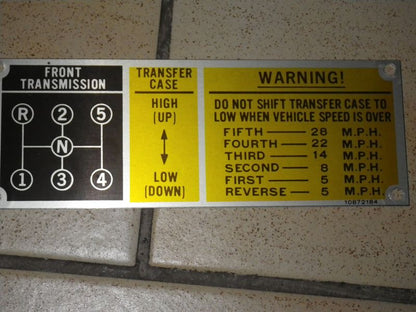 FRONT
TRANSMISSION
R 2 5
N
1 3 4
TRANSFER
CASE
HIGH
(UP)
LOW
(DOWN)
WARNING!
DO NOT SHIFT TRANSFER CASE TO
LOW WHEN VEHICLE SPEED IS OVER
FIFTH — 28 M.P.H.
FOURTH — 22 M.P.H.
THIRD — 14 M.P.H.
SECOND — 8 M.P.H.
FIRST — 5 M.P.H.
REVERSE — 5 M.P.H.
10872184